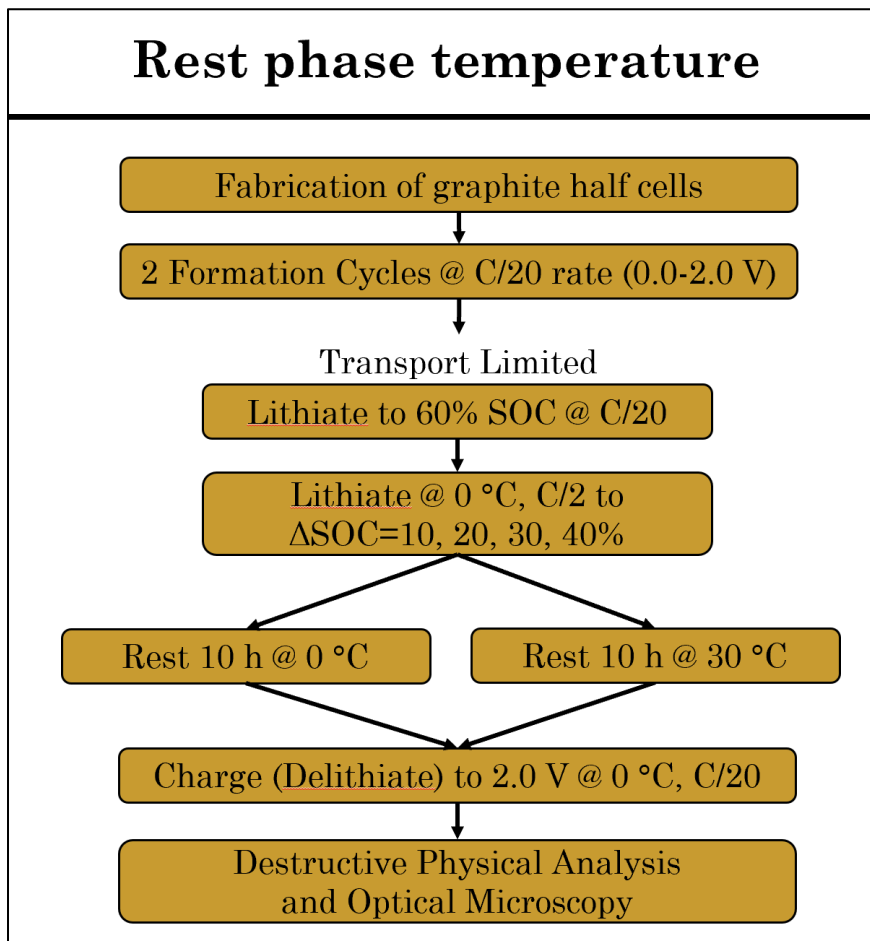 Rest phase temperature
Fabrication of graphite half cells
2 Formation Cycles @ C/20 rate (0.0-2.0 V)
Transport Limited
Lithiate to 60% SOC @ C/20
Lithiate @ 0 °C, C/2 to
ΔSOC=10, 20, 30, 40%
Rest 10 h @ 0 °C
Rest 10 h @ 30 °C
Charge (Delithiate) to 2.0 V @ 0 °C, C/20
Destructive Physical Analysis
and Optical Microscopy